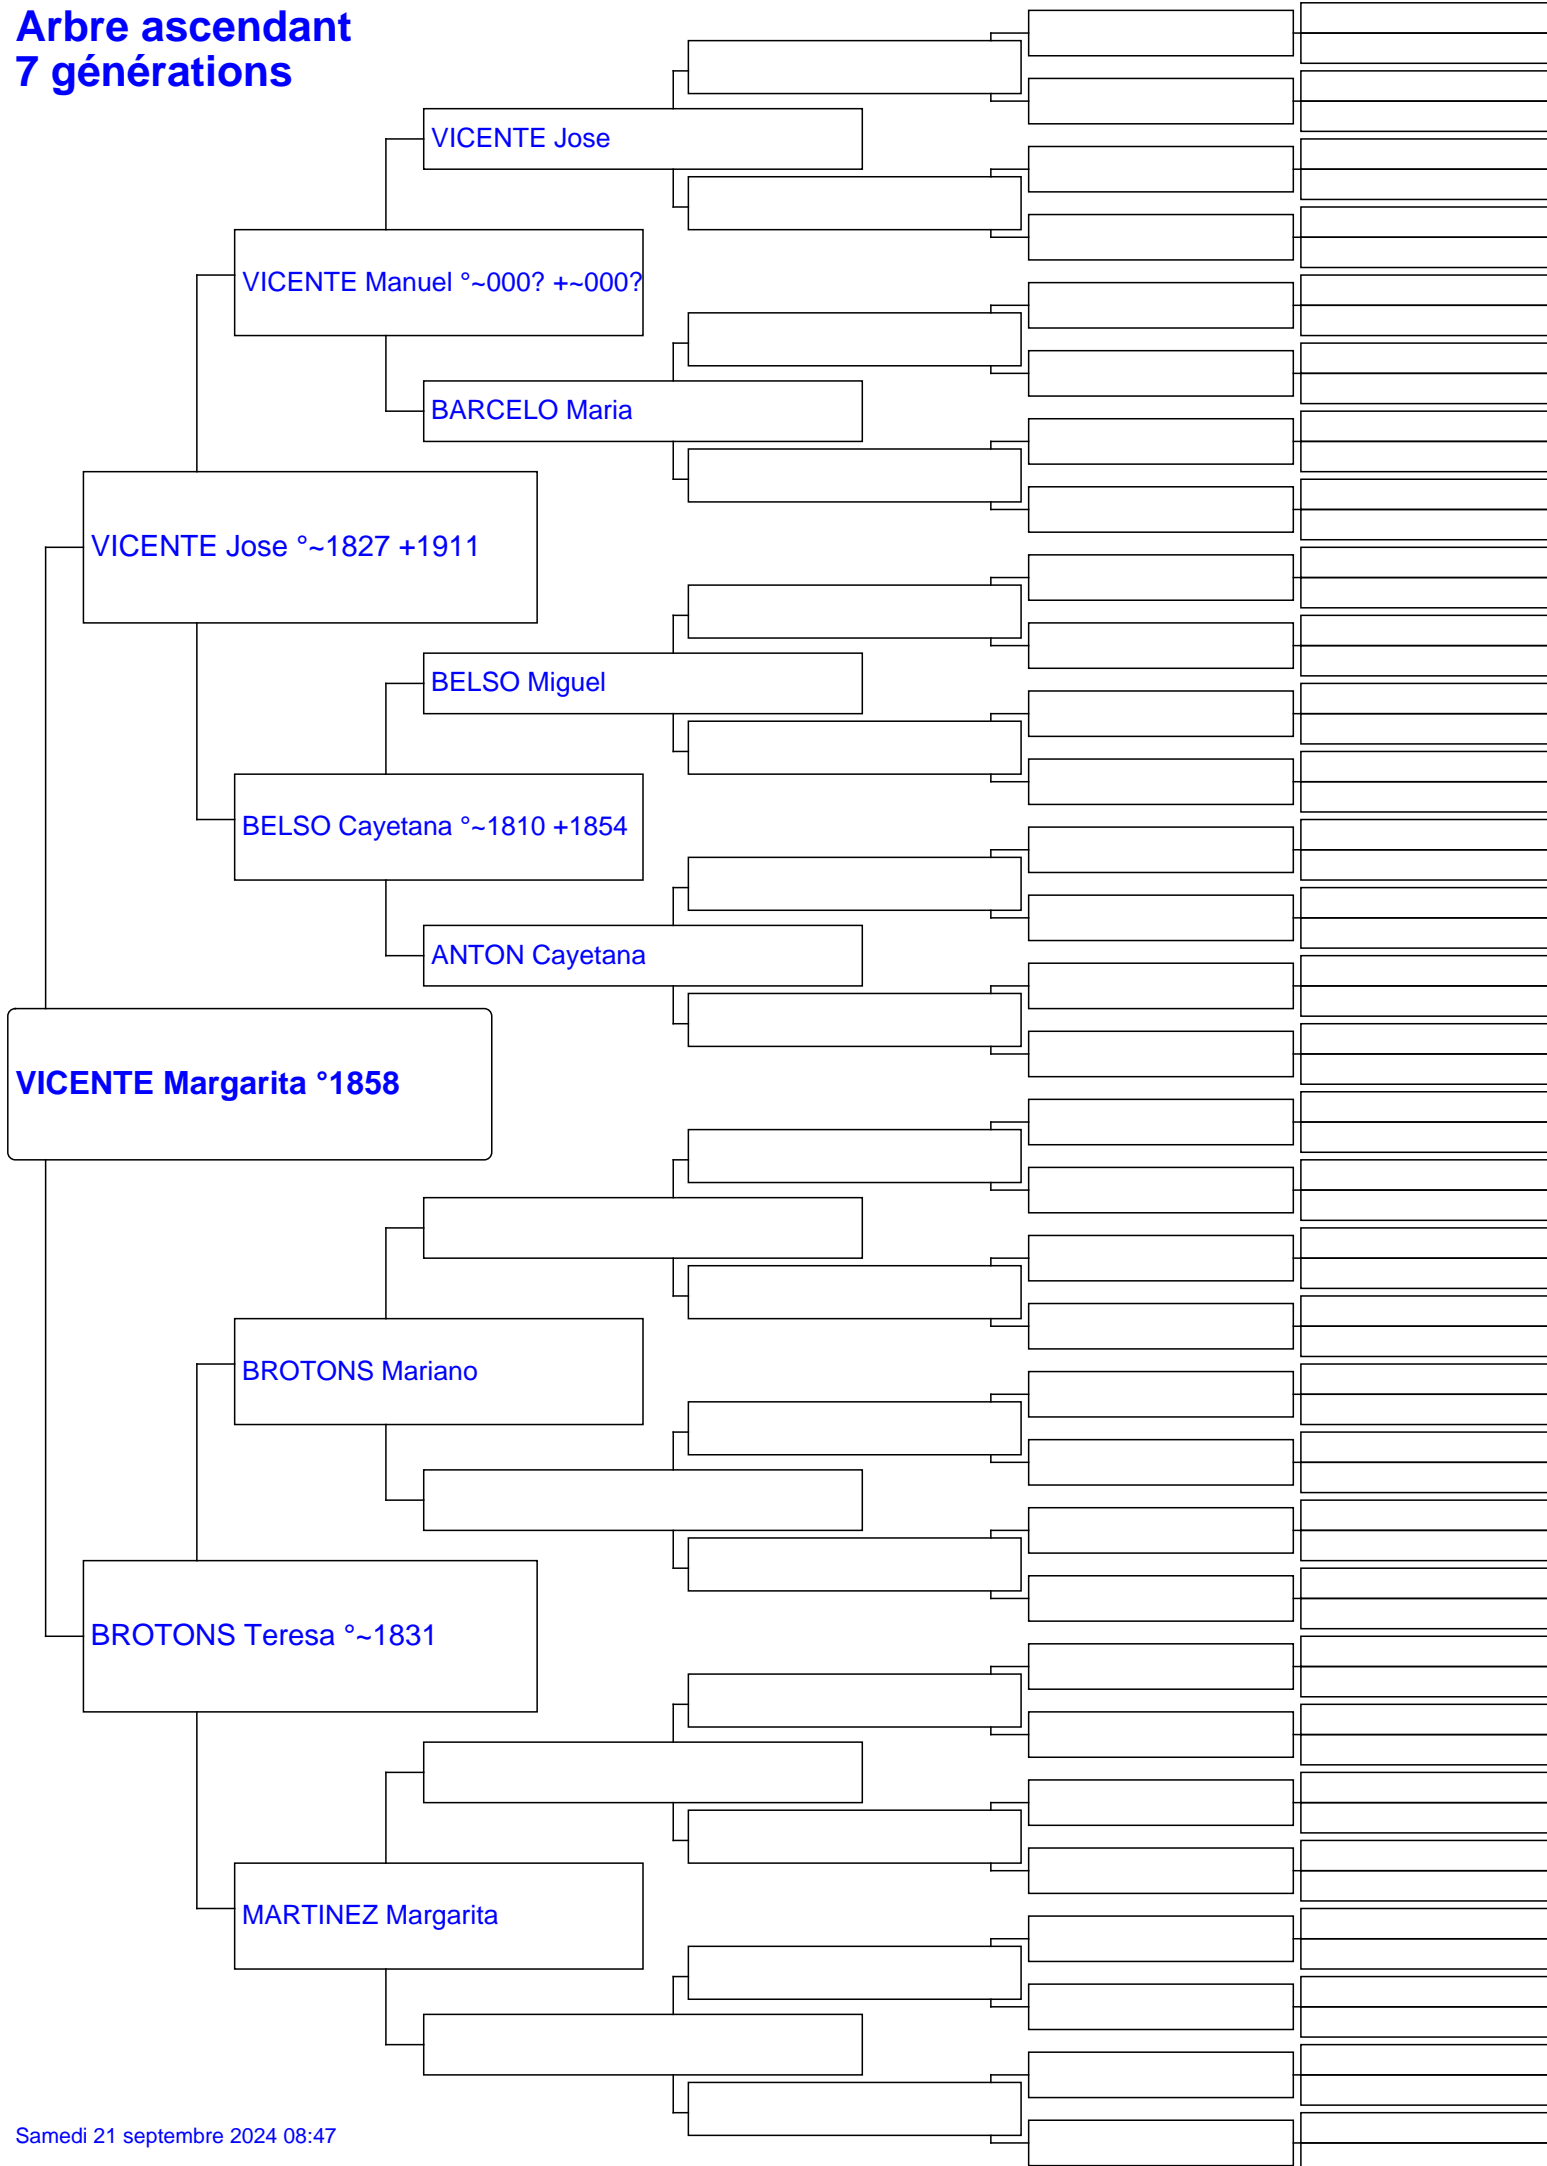 Arbre ascendant
7 générations
VICENTE Jose
VICENTE Manuel °~000? +~000?
BARCELO Maria
VICENTE Jose °~1827 +1911
BELSO Miguel
BELSO Cayetana °~1810 +1854
ANTON Cayetana
VICENTE Margarita °1858
BROTONS Mariano
BROTONS Teresa °~1831
MARTINEZ Margarita
Samedi 21 septembre 2024 08:47